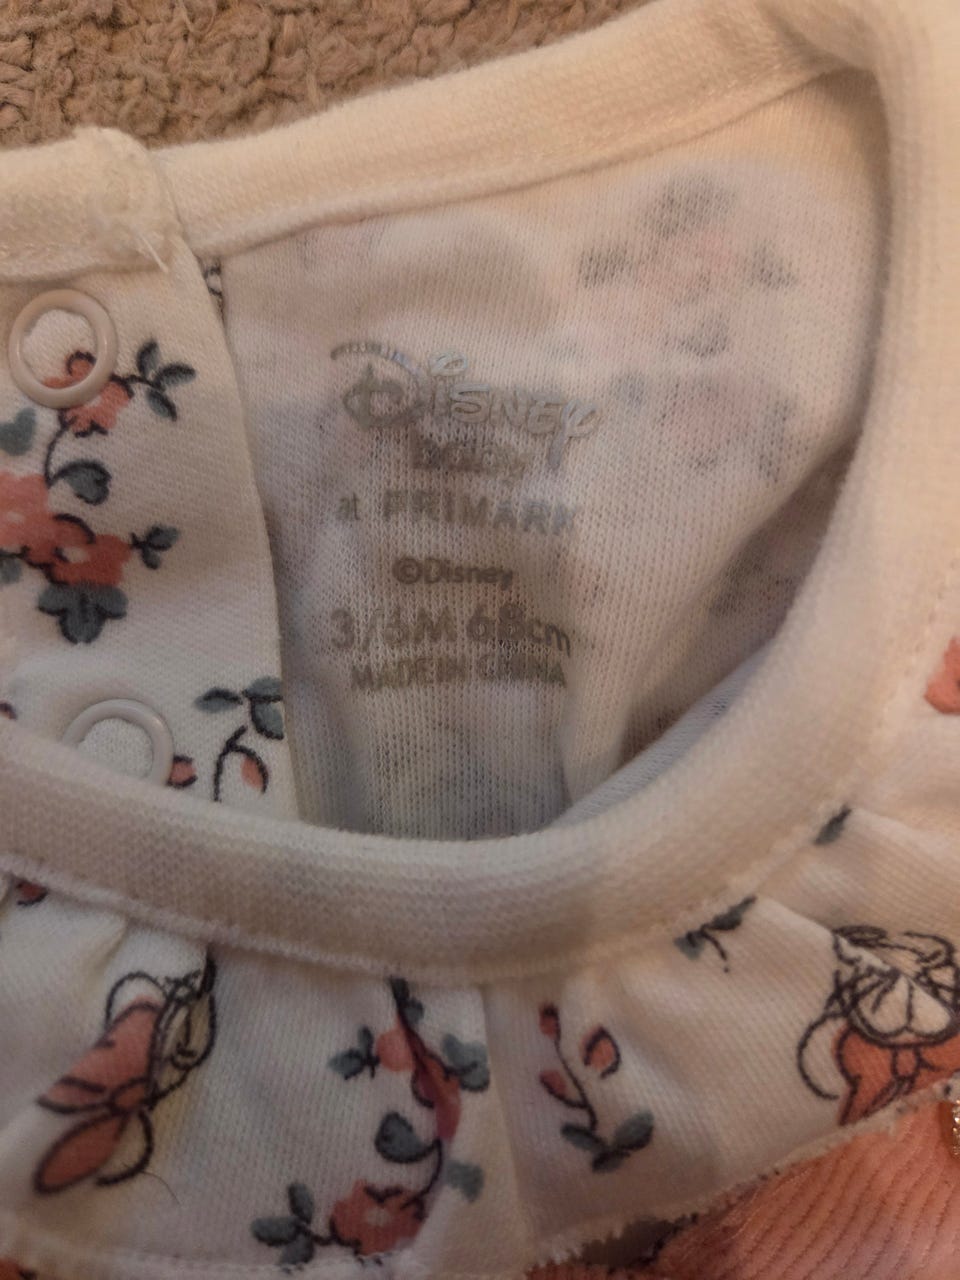 Disney
baby
at PRIMARK
©Disney
3/6M 68cm
MADE IN CHINA